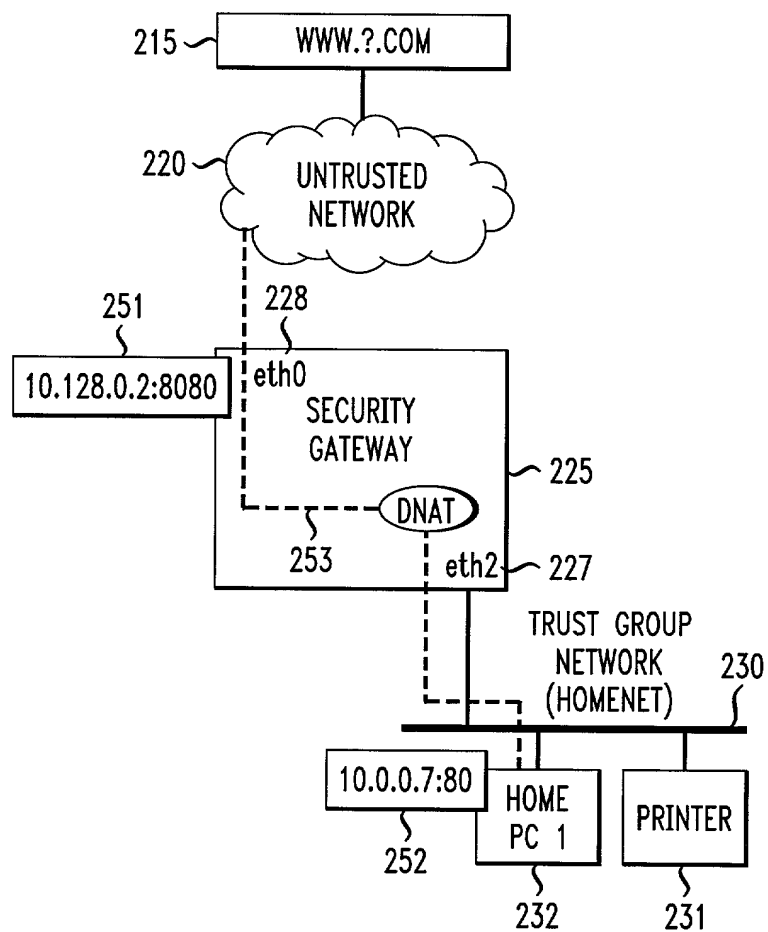 215
WWW.?.COM
220
UNTRUSTED
NETWORK
251
228
10.128.0.2:8080
eth0
SECURITY
GATEWAY
225
DNAT
253
eth2
227
TRUST GROUP
NETWORK
(HOMENET)
230
10.0.0.7:80
HOME
PC 1
PRINTER
252
232
231